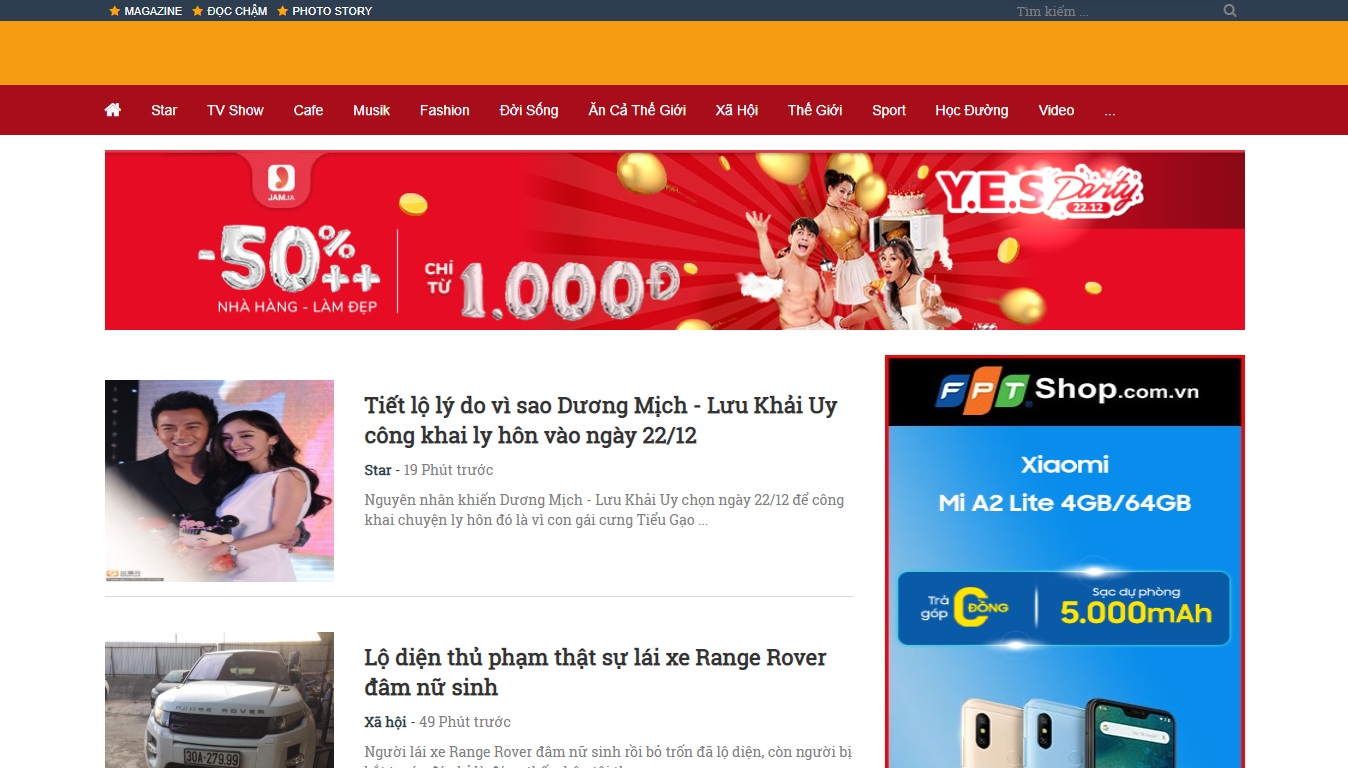 MAGAZINE ĐỌC CHẬM PHOTO STORY
Tìm kiếm ...
Star TV Show Cafe Musik Fashion Đời Sống Ăn Cả Thế Giới Xã Hội Thế Giới Sport Học Đường Video ...
JAMJA
-50%++
NHÀ HÀNG - LÀM ĐẸP
CHỈ TỪ 1.000Đ
Y.E.S Party
22.12
Tiết lộ lý do vì sao Dương Mịch - Lưu Khải Uy
công khai ly hôn vào ngày 22/12
Star - 19 Phút trước
Nguyên nhân khiến Dương Mịch - Lưu Khải Uy chọn ngày 22/12 để công
khai chuyện ly hôn đó là vì con gái cưng Tiểu Gạo ...
Lộ diện thủ phạm thật sự lái xe Range Rover
đâm nữ sinh
Xã hội - 49 Phút trước
Người lái xe Range Rover đâm nữ sinh rồi bỏ trốn đã lộ diện, còn người bị
RANGE ROVER
30A-279.99
FPT Shop.com.vn
Xiaomi
Mi A2 Lite 4GB/64GB
Trả góp 0 ĐỒNG
Sạc dự phòng
5.000mAh